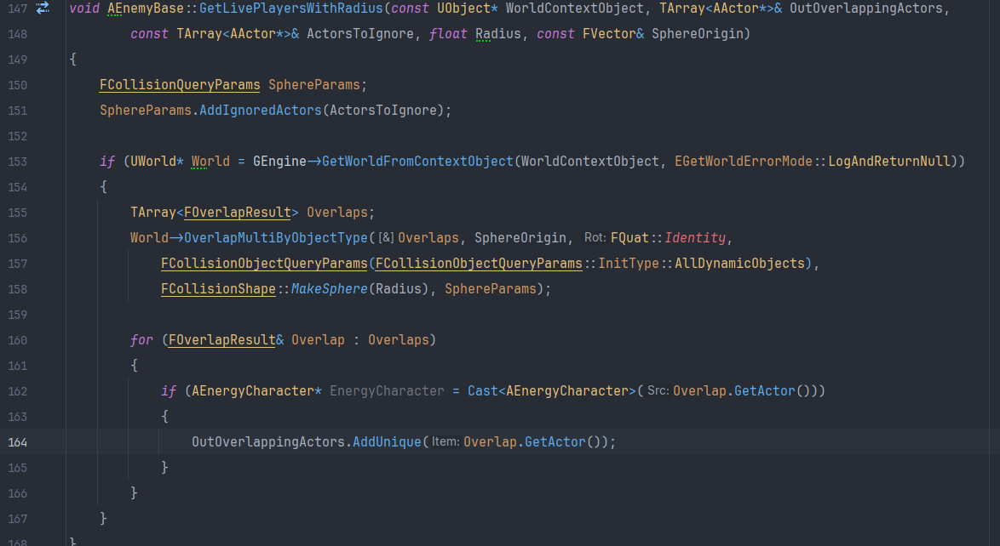 147 void AEnemyBase::GetLivePlayersWithRadius(const UObject* WorldContextObject, TArray<AActor*>& OutOverlappingActors,
148 const TArray<AActor*>& ActorsToIgnore, float Radius, const FVector& SphereOrigin)
149 {
150 FCollisionQueryParams SphereParams;
151 SphereParams.AddIgnoredActors(ActorsToIgnore);
152
153 if (UWorld* World = GEngine→GetWorldFromContextObject(WorldContextObject, EGetWorldErrorMode::LogAndReturnNull))
154 {
155 TArray<FOverlapResult> Overlaps;
156 World→OverlapMultiByObjectType([&]Overlaps, SphereOrigin, Rot: FQuat::Identity,
157 FCollisionObjectQueryParams(FCollisionObjectQueryParams::InitType::AllDynamicObjects),
158 FCollisionShape::MakeSphere(Radius), SphereParams);
159
160 for (FOverlapResult& Overlap : Overlaps)
161 {
162 if (AEnergyCharacter* EnergyCharacter = Cast<AEnergyCharacter>(Src: Overlap.GetActor()))
163 {
164 OutOverlappingActors.AddUnique(Item: Overlap.GetActor());
165 }
166 }
167 }
168 }